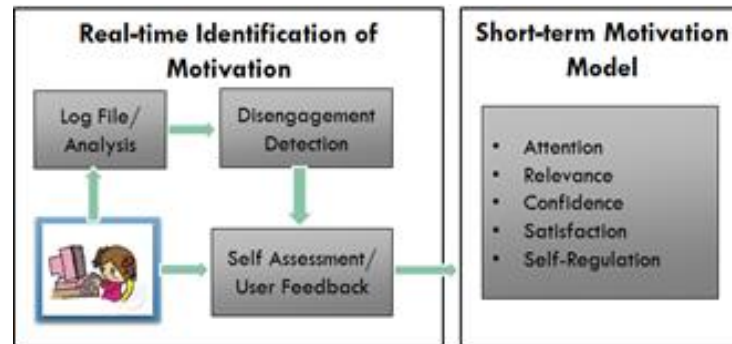 Real-time Identification of
Motivation
Log File/
Analysis
Disengagement
Detection
Self Assessment/
User Feedback
Short-term Motivation
Model
• Attention
• Relevance
• Confidence
• Satisfaction
• Self-Regulation